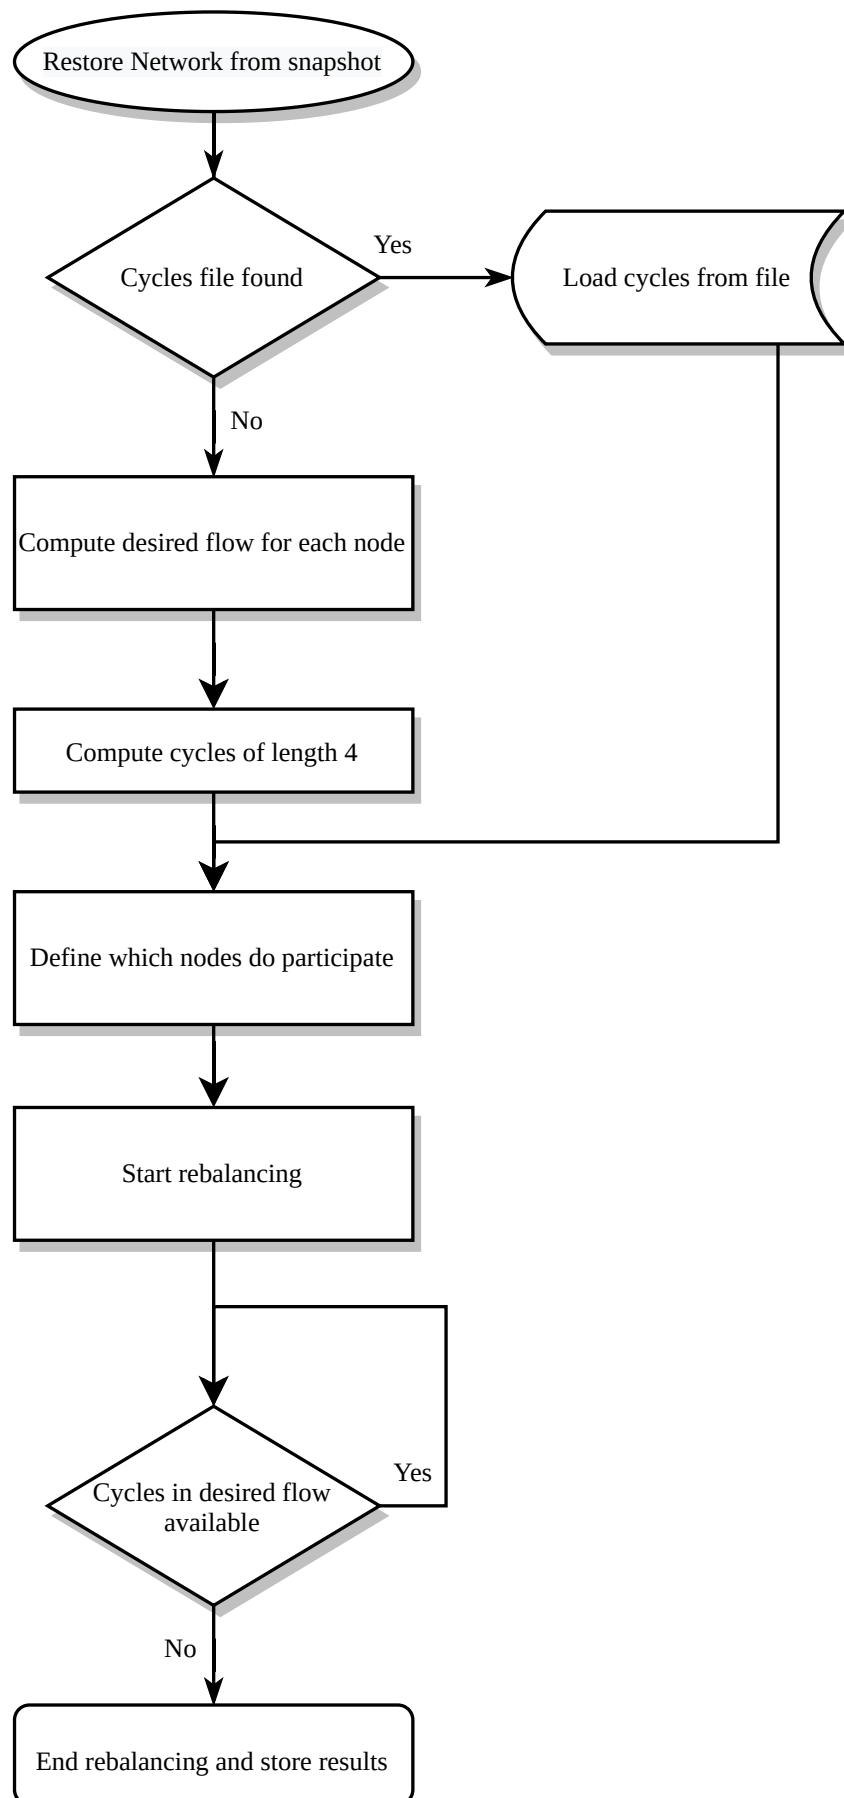 Restore Network from snapshot
Cycles file found
Yes
Load cycles from file
No
Compute desired flow for each node
Compute cycles of length 4
Define which nodes do participate
Start rebalancing
Yes
Cycles in desired flow
available
No
End rebalancing and store results